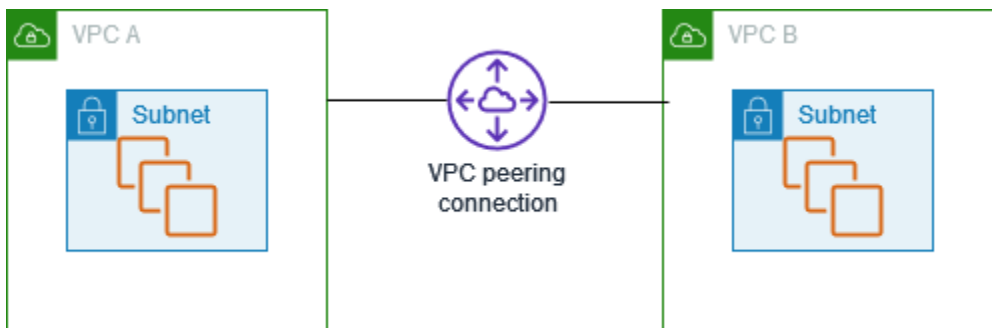 VPC A
VPC B
Subnet
Subnet
VPC peering
connection